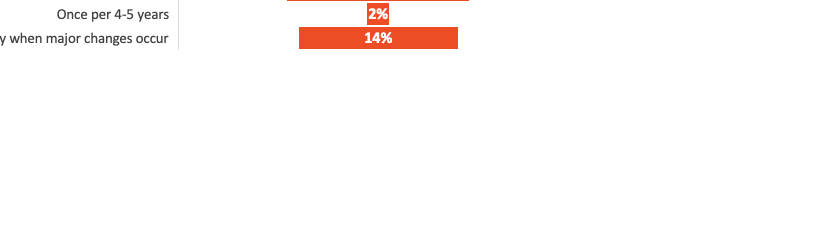 Once per 4-5 years 2%
y when major changes occur 14%